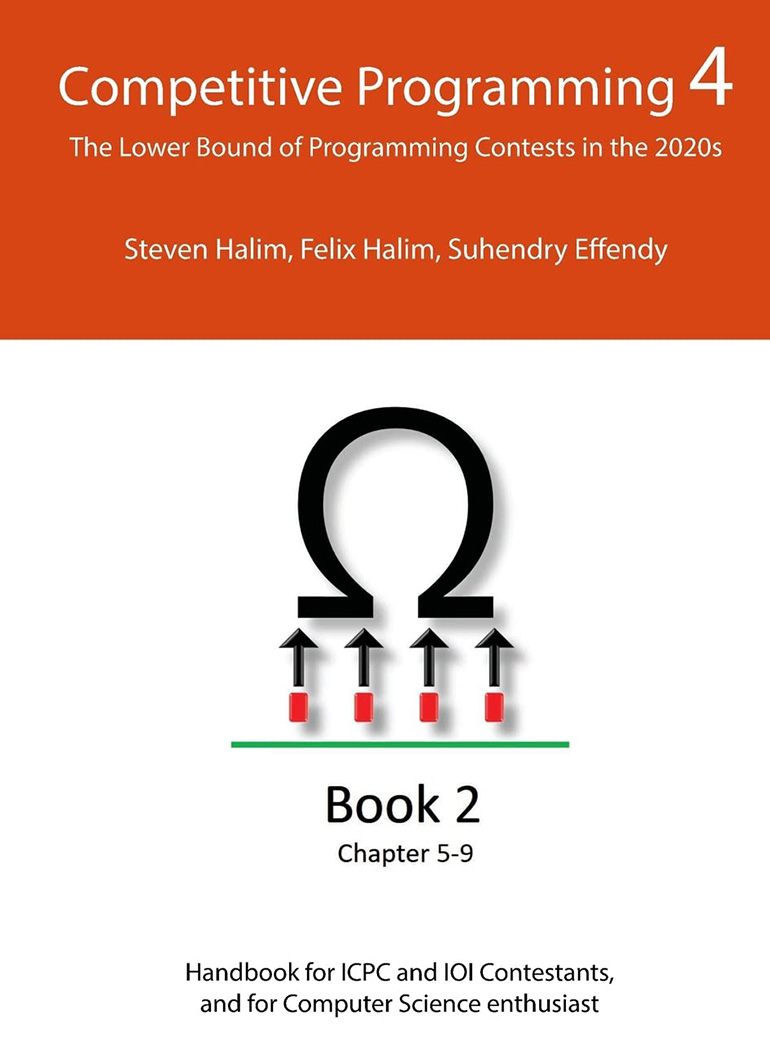 Competitive Programming 4
The Lower Bound of Programming Contests in the 2020s
Steven Halim, Felix Halim, Suhendry Effendy
Ω
Book 2
Chapter 5-9
Handbook for ICPC and IOI Contestants,
and for Computer Science enthusiast